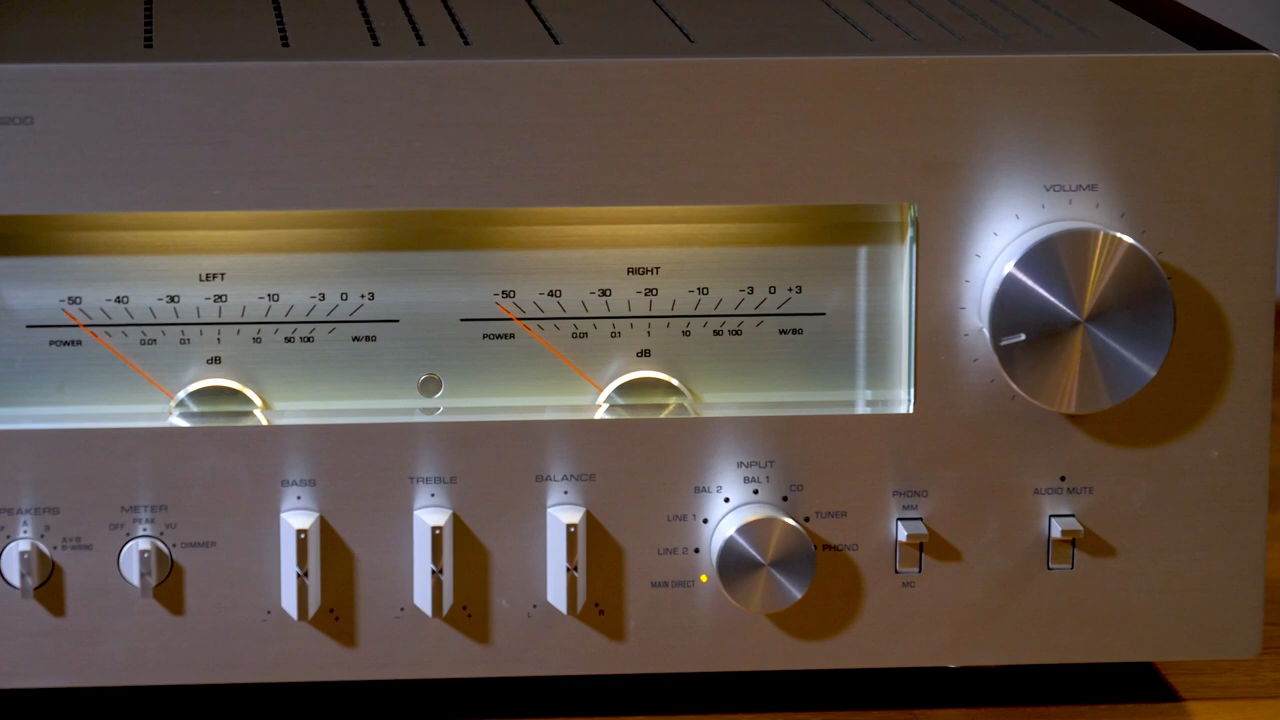 200
VOLUME
LEFT
-50 -40 -30 -20 -10 -3 0 +3
POWER 0.01 0.1 1 10 50 100 W/8Ω
dB
RIGHT
-50 -40 -30 -20 -10 -3 0 +3
POWER 0.01 0.1 1 10 50 100 W/8Ω
dB
PEAKERS
A
B
A+B
B-WIRING
METER
OFF PEAK VU
DIMMER
BASS
- +
TREBLE
- +
BALANCE
L R
INPUT
BAL 2 BAL 1 CD
LINE 1 TUNER
LINE 2 PHONO
MAIN DIRECT
PHONO
MM
MC
AUDIO MUTE